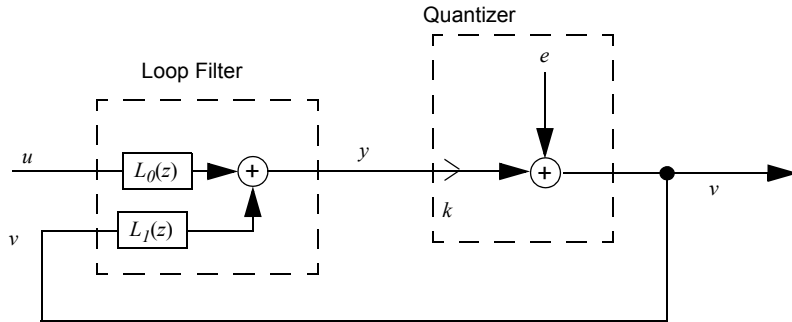 Quantizer
Loop Filter
e
u
L0(z)
+
y
k
+
v
v
L1(z)